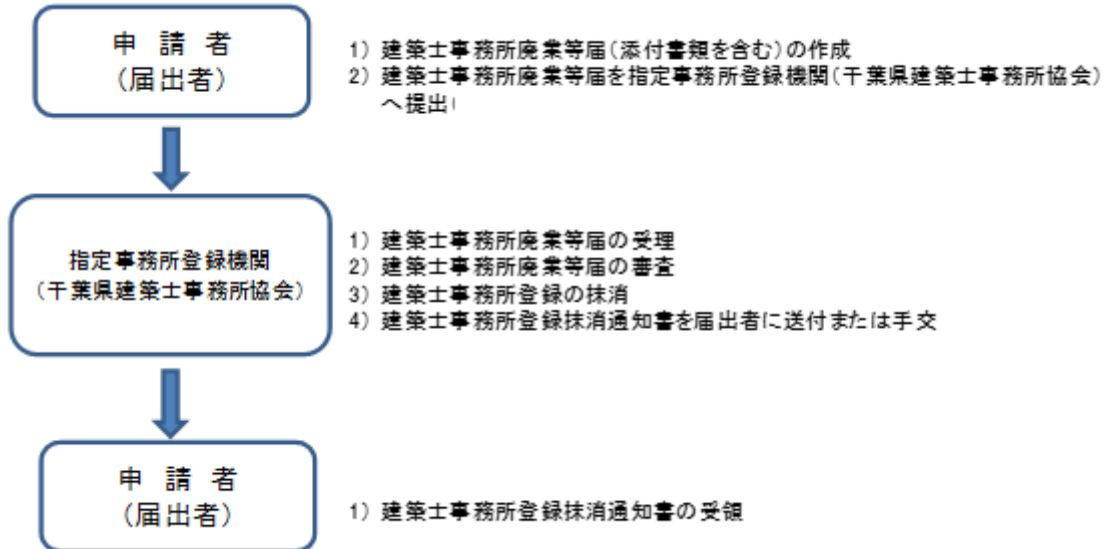 申 請 者
(届出者)
1) 建築士事務所廃業等届(添付書類を含む)の作成
2) 建築士事務所廃業等届を指定事務所登録機関(千葉県建築士事務所協会)
へ提出
指定事務所登録機関
(千葉県建築士事務所協会)
1) 建築士事務所廃業等届の受理
2) 建築士事務所廃業等届の審査
3) 建築士事務所登録の抹消
4) 建築士事務所登録抹消通知書を届出者に送付または手交
申 請 者
(届出者)
1) 建築士事務所登録抹消通知書の受領